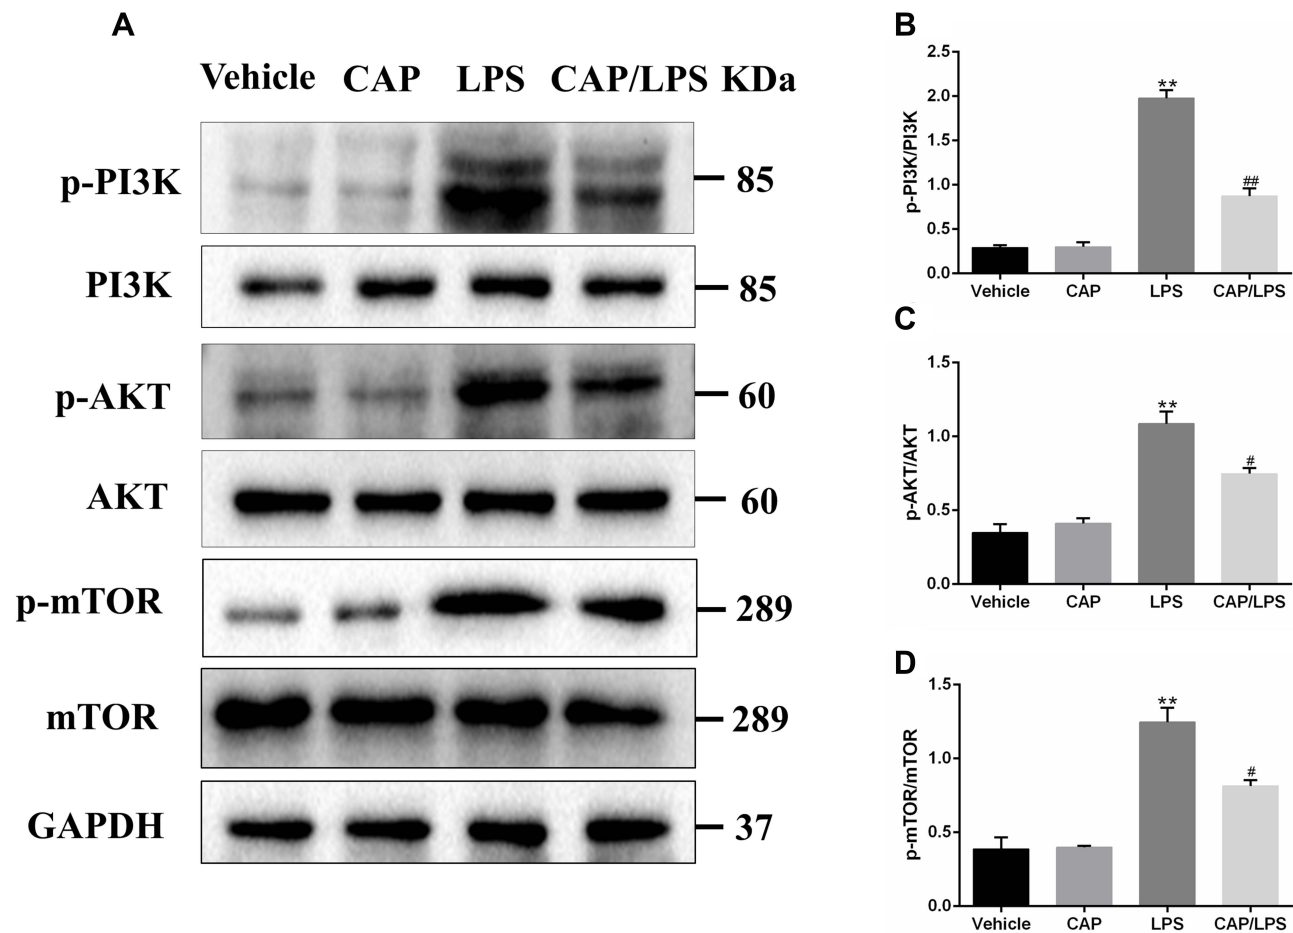 A
Vehicle CAP LPS CAP/LPS KDa
p-PI3K 85
PI3K 85
p-AKT 60
AKT 60
p-mTOR 289
mTOR 289
GAPDH 37
B
p-PI3K/PI3K
2.5
2.0
1.5
1.0
0.5
0.0
**
##
Vehicle CAP LPS CAP/LPS
C
p-AKT/AKT
1.5
1.0
0.5
0.0
**
#
Vehicle CAP LPS CAP/LPS
D
p-mTOR/mTOR
1.5
1.0
0.5
0.0
**
#
Vehicle CAP LPS CAP/LPS